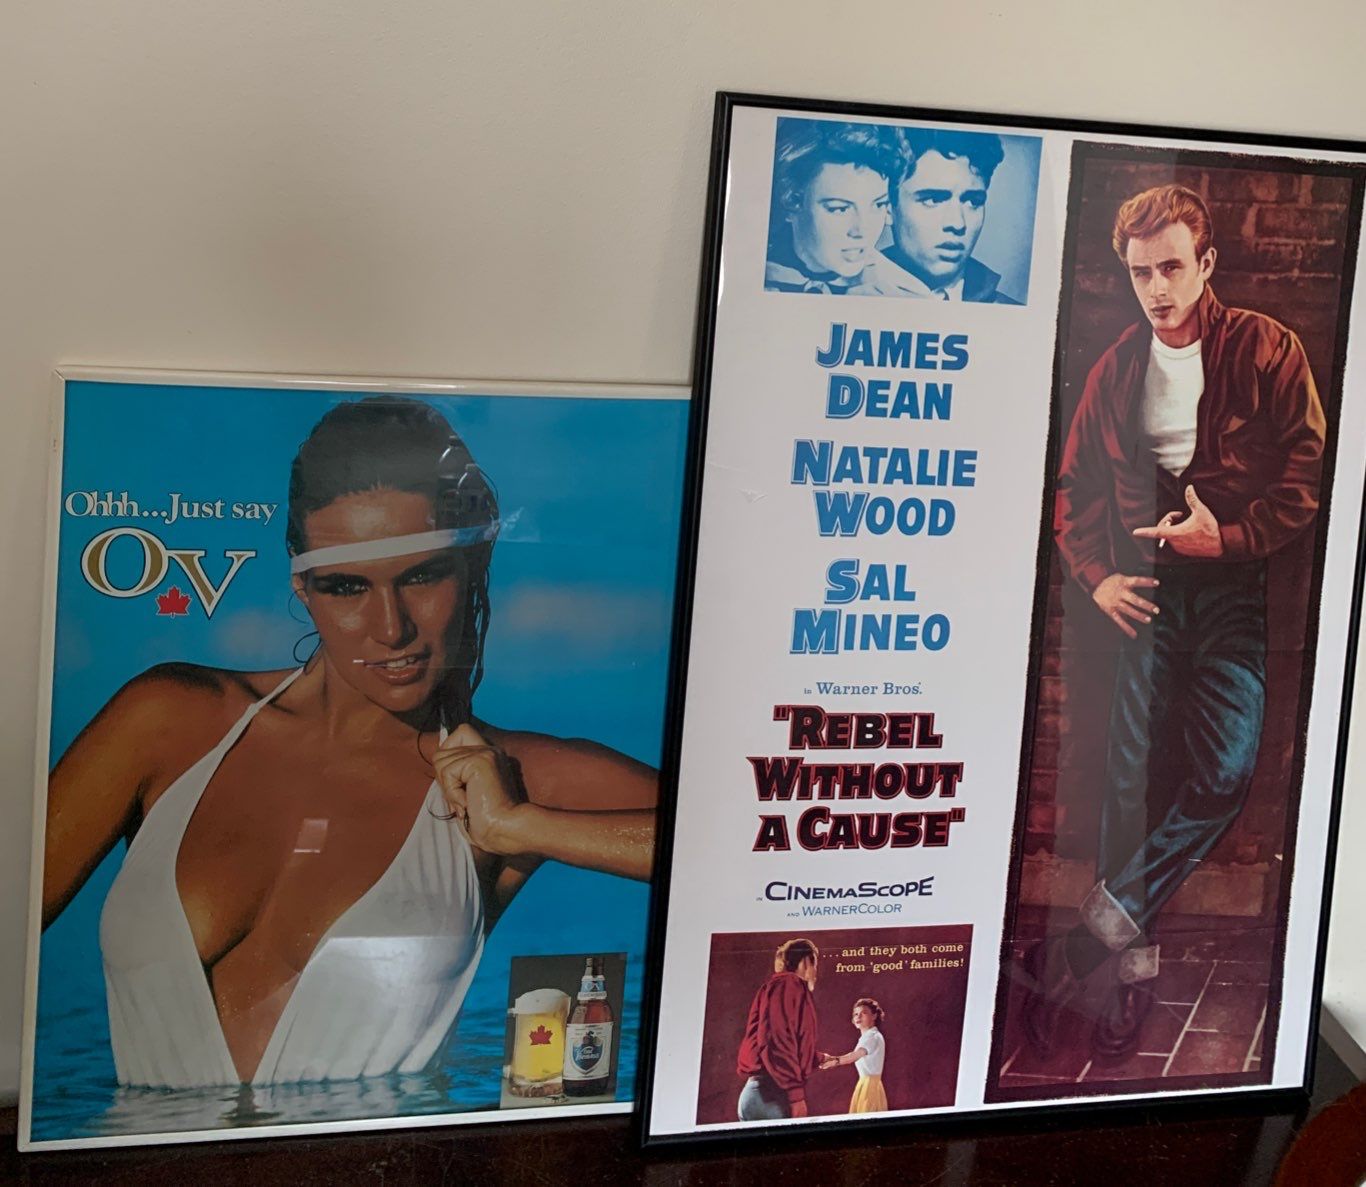 Ohhh...Just say
OV
JAMES
DEAN
NATALIE
WOOD
SAL
MINEO
in Warner Bros.'
"REBEL
WITHOUT
A CAUSE"
IN CINEMASCOPE
AND WARNERCOLOR
...and they both come
from 'good' families!